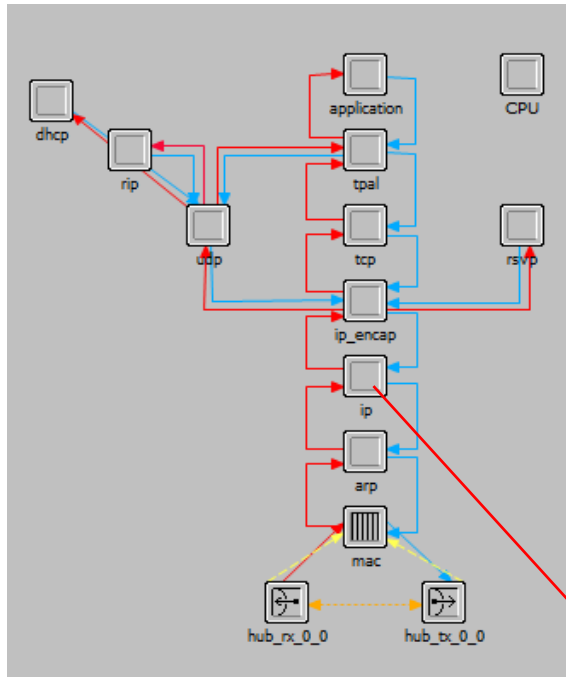 application
CPU
dhcp
rip
tpal
udp
tcp
rsvp
ip_encap
ip
arp
mac
hub_rx_0_0
hub_tx_0_0